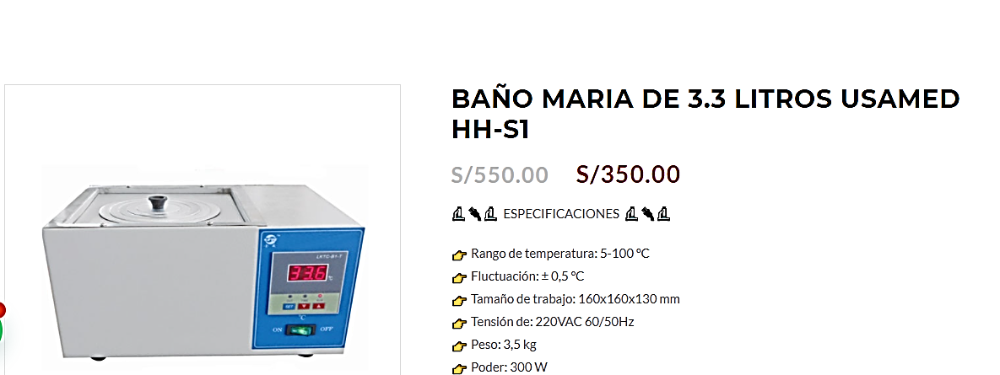 BAÑO MARIA DE 3.3 LITROS USAMED
HH-S1
S/550.00 S/350.00
ESPECIFICACIONES
Rango de temperatura: 5-100 °C
Fluctuación: ± 0,5 °C
Tamaño de trabajo: 160x160x130 mm
Tensión de: 220VAC 60/50Hz
Peso: 3,5 kg
Poder: 300 W
33.6 °C
SET
°C
ON OFF